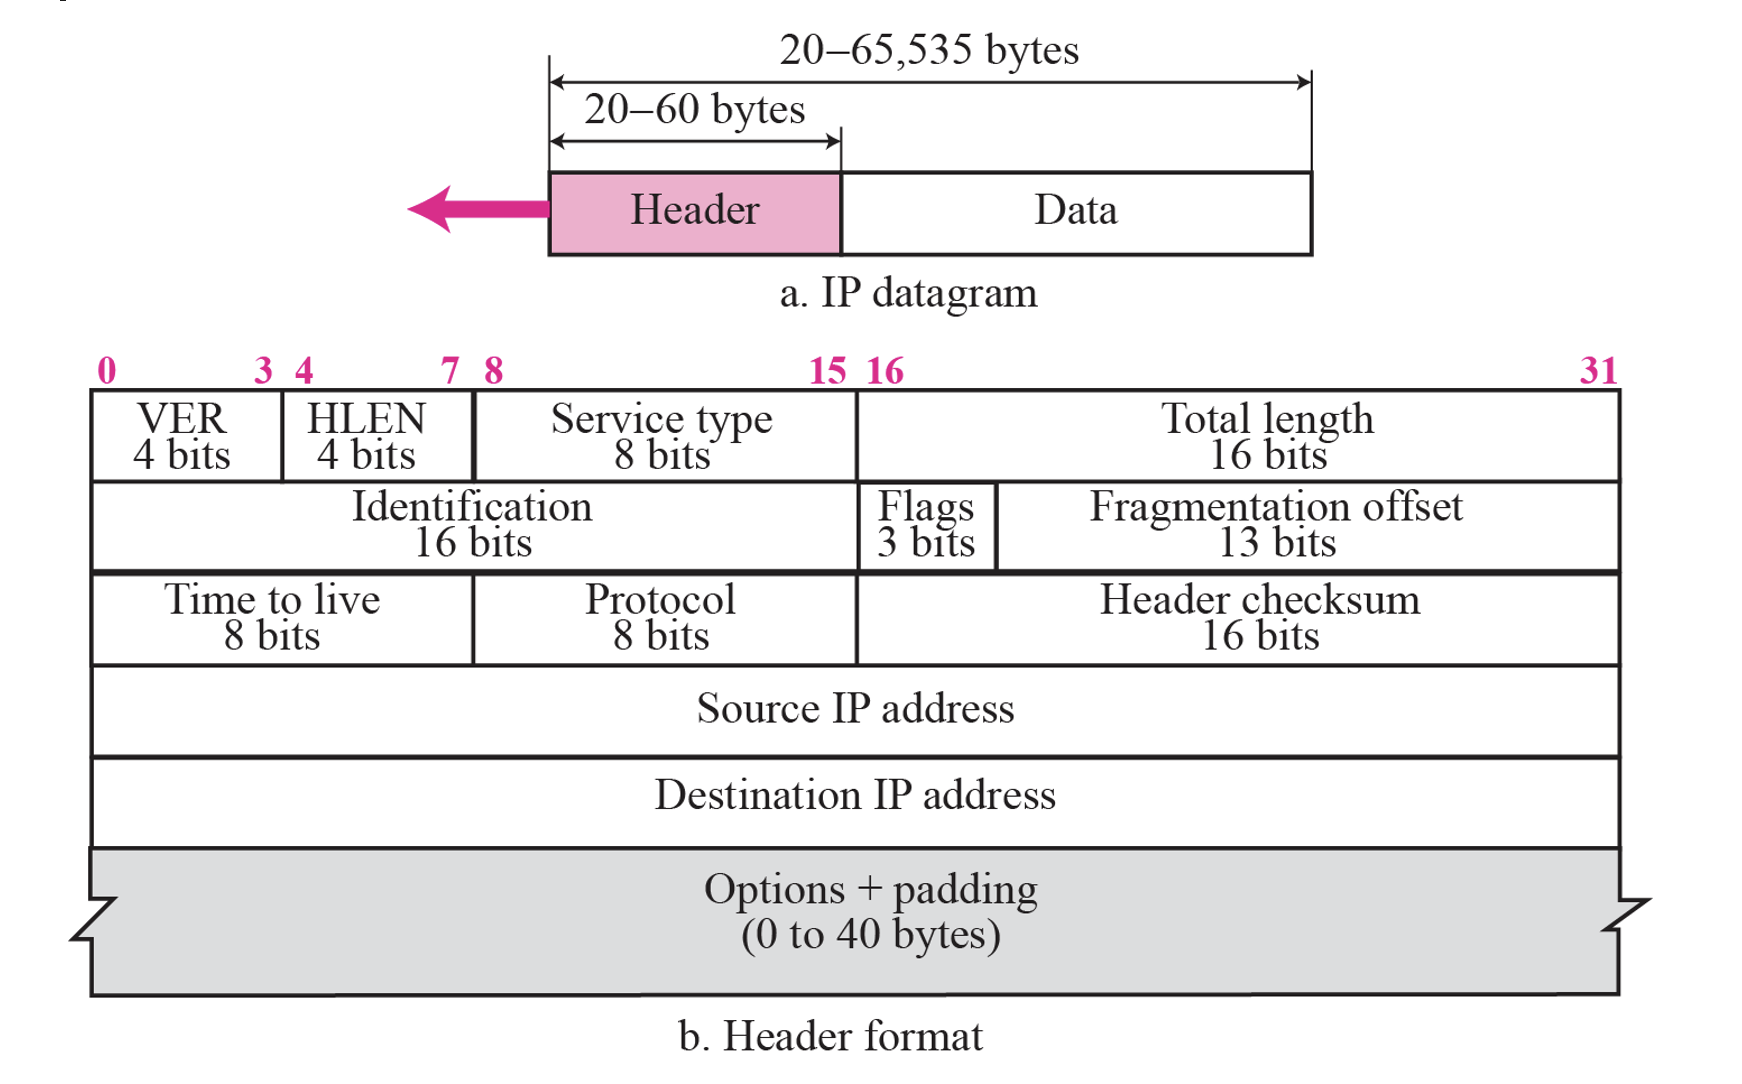 20–65,535 bytes
20–60 bytes
Header
Data
a. IP datagram
0 3 4 7 8 15 16 31
VER
4 bits
HLEN
4 bits
Service type
8 bits
Total length
16 bits
Identification
16 bits
Flags
3 bits
Fragmentation offset
13 bits
Time to live
8 bits
Protocol
8 bits
Header checksum
16 bits
Source IP address
Destination IP address
Options + padding
(0 to 40 bytes)
b. Header format